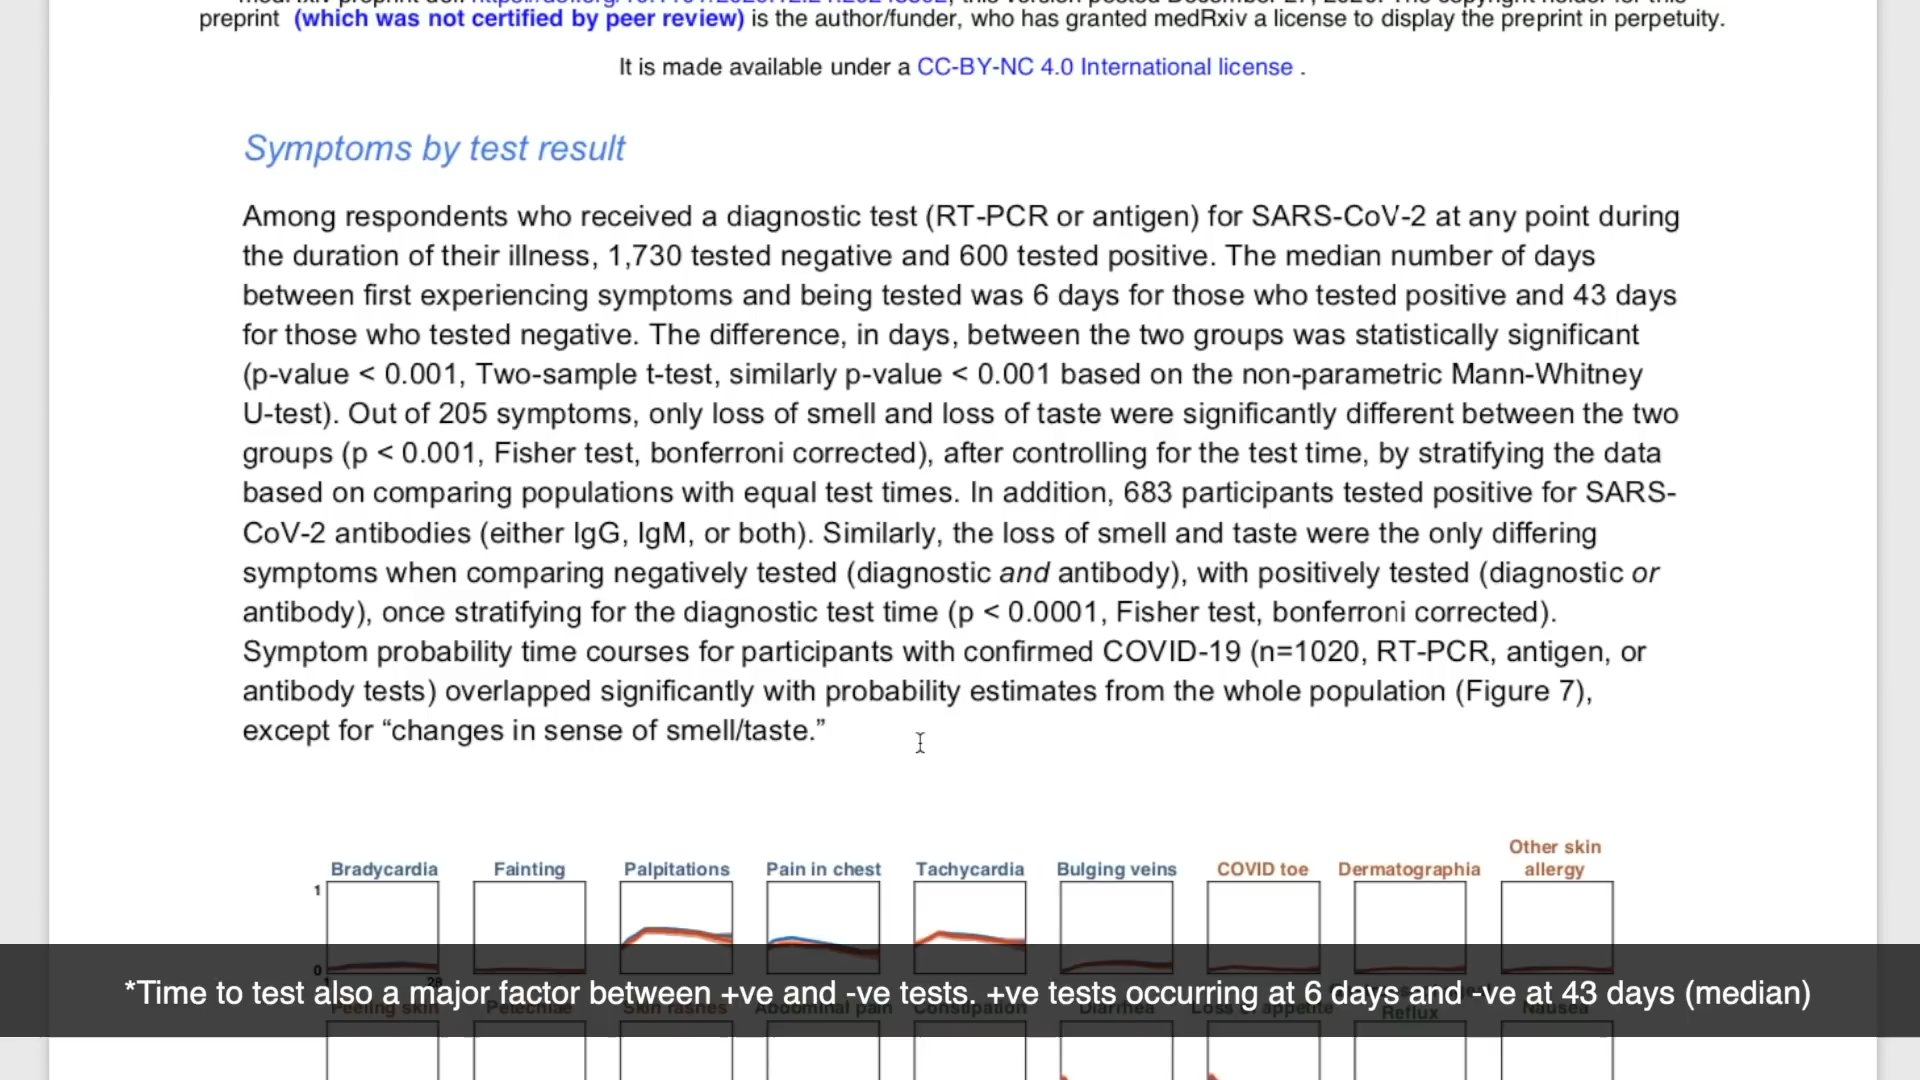 preprint (which was not certified by peer review) is the author/funder, who has granted medRxiv a license to display the preprint in perpetuity.
It is made available under a CC-BY-NC 4.0 International license .
Symptoms by test result
Among respondents who received a diagnostic test (RT-PCR or antigen) for SARS-CoV-2 at any point during
the duration of their illness, 1,730 tested negative and 600 tested positive. The median number of days
between first experiencing symptoms and being tested was 6 days for those who tested positive and 43 days
for those who tested negative. The difference, in days, between the two groups was statistically significant
(p-value < 0.001, Two-sample t-test, similarly p-value < 0.001 based on the non-parametric Mann-Whitney
U-test). Out of 205 symptoms, only loss of smell and loss of taste were significantly different between the two
groups (p < 0.001, Fisher test, bonferroni corrected), after controlling for the test time, by stratifying the data
based on comparing populations with equal test times. In addition, 683 participants tested positive for SARS-
CoV-2 antibodies (either IgG, IgM, or both). Similarly, the loss of smell and taste were the only differing
symptoms when comparing negatively tested (diagnostic and antibody), with positively tested (diagnostic or
antibody), once stratifying for the diagnostic test time (p < 0.0001, Fisher test, bonferroni corrected).
Symptom probability time courses for participants with confirmed COVID-19 (n=1020, RT-PCR, antigen, or
antibody tests) overlapped significantly with probability estimates from the whole population (Figure 7),
except for “changes in sense of smell/taste.”
Bradycardia Fainting Palpitations Pain in chest Tachycardia Bulging veins COVID toe Dermatographia Other skin
allergy
1
0
28
*Time to test also a major factor between +ve and -ve tests. +ve tests occurring at 6 days and -ve at 43 days (median)
Peeling skin Petechiae Skin rashes Abdominal pain Constipation Diarrhea Loss of appetite Reflux Nausea